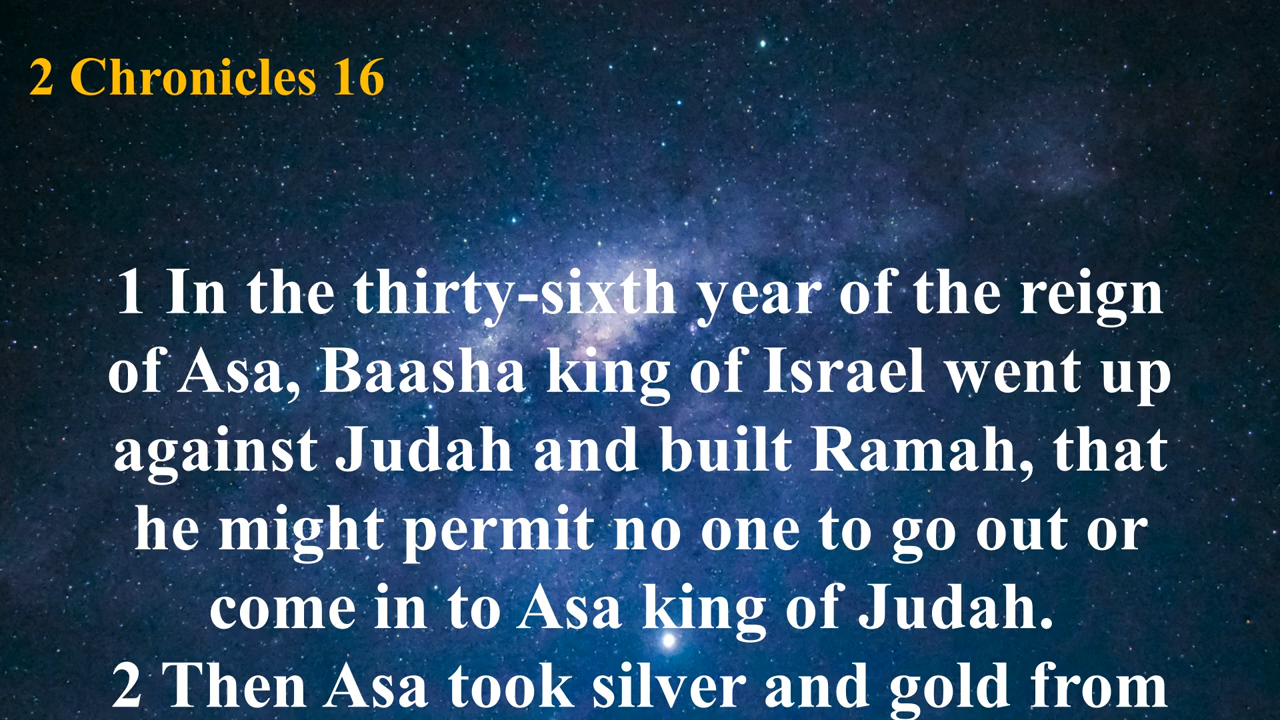 2 Chronicles 16
1 In the thirty-sixth year of the reign
of Asa, Baasha king of Israel went up
against Judah and built Ramah, that
he might permit no one to go out or
come in to Asa king of Judah.
2 Then Asa took silver and gold from